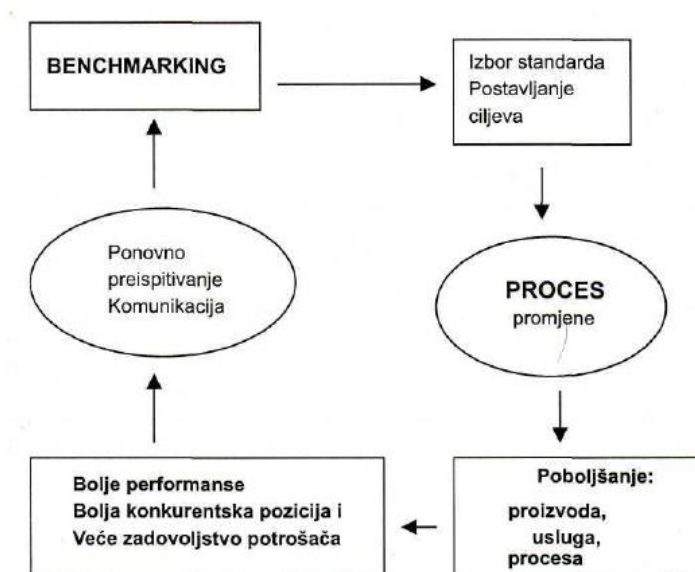 BENCHMARKING
Izbor standarda
Postavljanje
ciljeva
PROCES
promjene
Poboljšanje:
proizvoda,
usluga,
procesa
Bolje performanse
Bolja konkurentska pozicija i
Veće zadovoljstvo potrošača
Ponovno
preispitivanje
Komunikacija